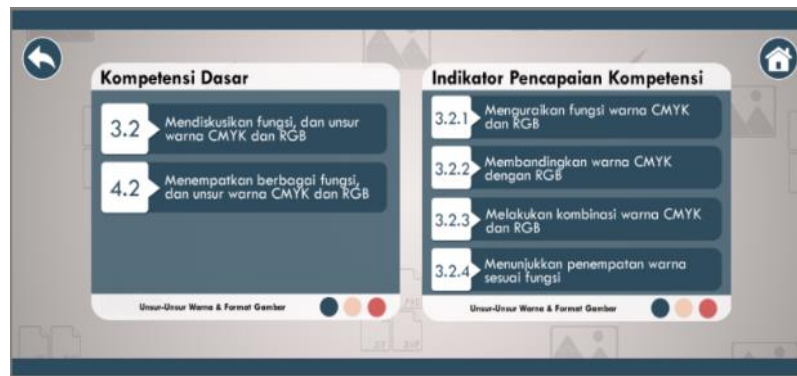 Kompetensi Dasar
3.2
Mendiskusikan fungsi, dan unsur
warna CMYK dan RGB
4.2
Menempatkan berbagai fungsi,
dan unsur warna CMYK dan RGB
Unsur-Unsur Warna & Format Gambar
Indikator Pencapaian Kompetensi
3.2.1
Menguraikan fungsi warna CMYK
dan RGB
3.2.2
Membandingkan warna CMYK
dengan RGB
3.2.3
Melakukan kombinasi warna CMYK
dan RGB
3.2.4
Menunjukkan penempatan warna
sesuai fungsi
Unsur-Unsur Warna & Format Gambar